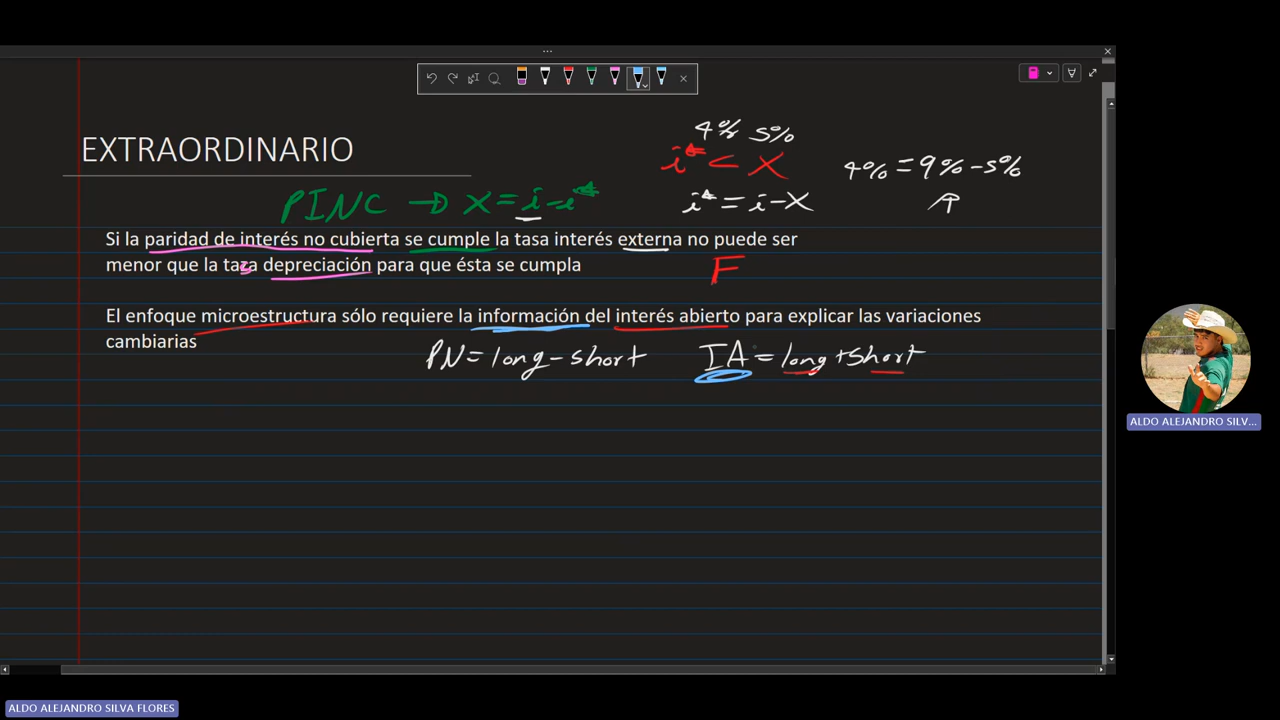 EXTRAORDINARIO
4% 5%
i* < X
4% = 9% - 5%
PINC → X = i - i*
i* = i - X
Si la paridad de interés no cubierta se cumple la tasa interés externa no puede ser
menor que la taza depreciación para que ésta se cumpla
s
F
El enfoque microestructura sólo requiere la información del interés abierto para explicar las variaciones
cambiarias
PN = long - short
IA = long + short
ALDO ALEJANDRO SILV...
ALDO ALEJANDRO SILVA FLORES